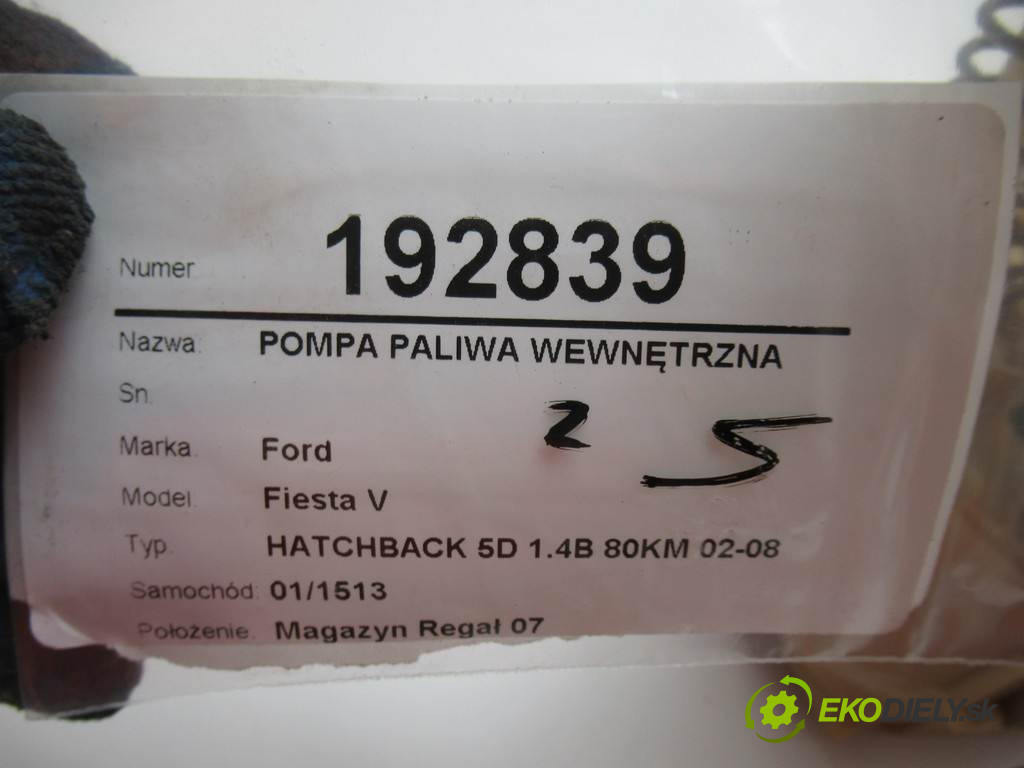 Numer 192839
Nazwa: POMPA PALIWA WEWNĘTRZNA
Sn.
2 5
Marka. Ford
Model. Fiesta V
Typ. HATCHBACK 5D 1.4B 80KM 02-08
Samochód: 01/1513
Położenie. Magazyn Regał 07
EKODIELY.sk